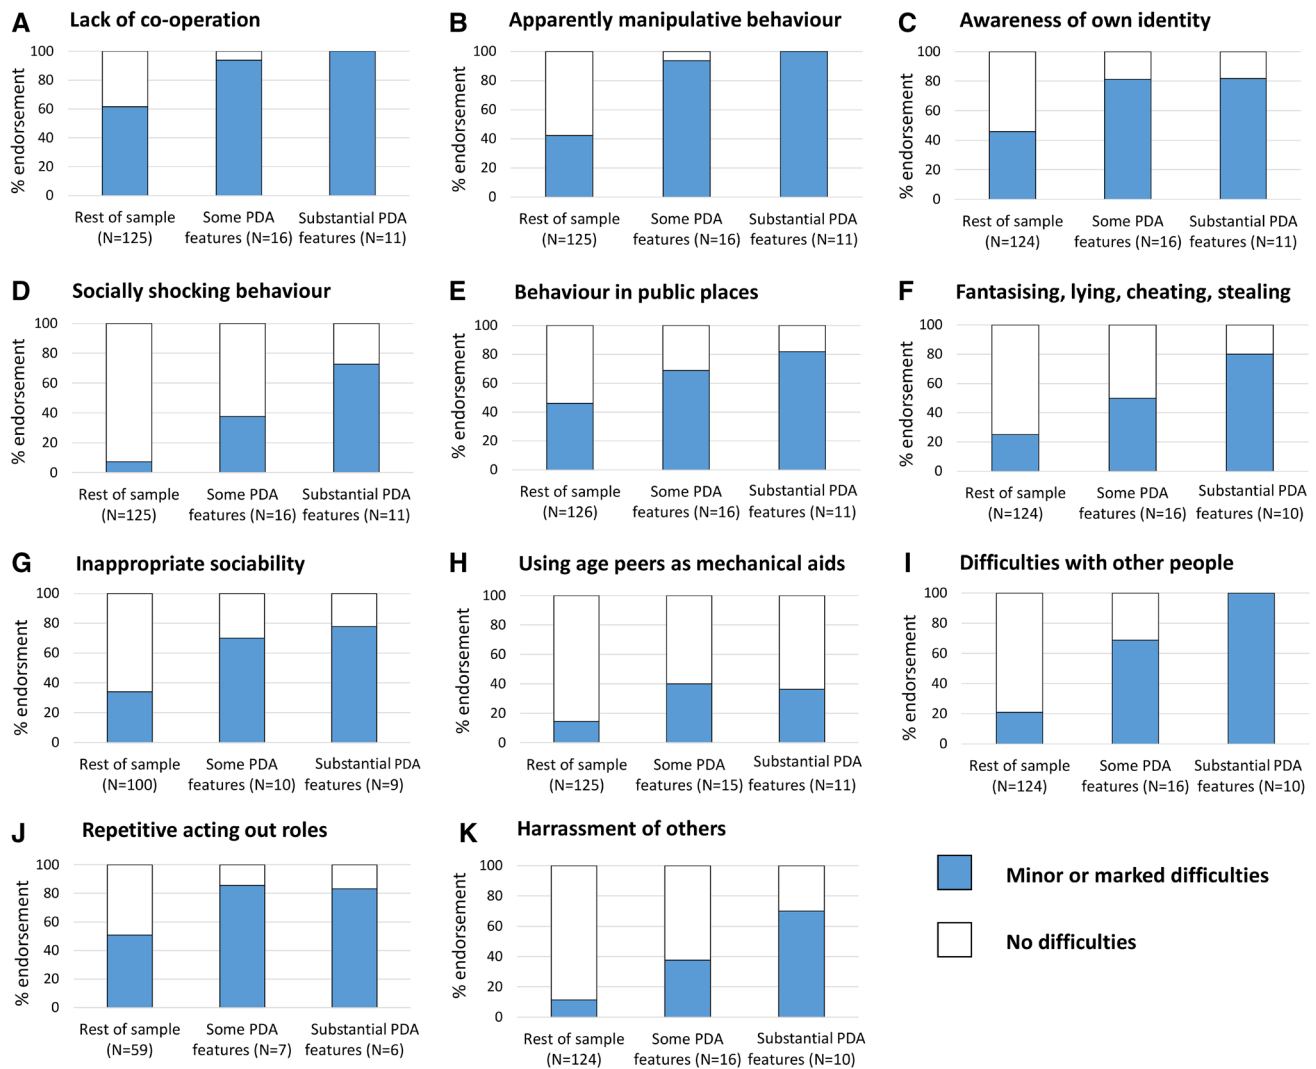 A Lack of co-operation
% endorsement
100
80
60
40
20
0
Rest of sample (N=125)
Some PDA features (N=16)
Substantial PDA features (N=11)
B Apparently manipulative behaviour
% endorsement
100
80
60
40
20
0
Rest of sample (N=125)
Some PDA features (N=16)
Substantial PDA features (N=11)
C Awareness of own identity
% endorsement
100
80
60
40
20
0
Rest of sample (N=124)
Some PDA features (N=16)
Substantial PDA features (N=11)
D Socially shocking behaviour
% endorsement
100
80
60
40
20
0
Rest of sample (N=125)
Some PDA features (N=16)
Substantial PDA features (N=11)
E Behaviour in public places
% endorsement
100
80
60
40
20
0
Rest of sample (N=126)
Some PDA features (N=16)
Substantial PDA features (N=11)
F Fantasising, lying, cheating, stealing
% endorsement
100
80
60
40
20
0
Rest of sample (N=124)
Some PDA features (N=16)
Substantial PDA features (N=10)
G Inappropriate sociability
% endorsment
100
80
60
40
20
0
Rest of sample (N=100)
Some PDA features (N=10)
Substantial PDA features (N=9)
H Using age peers as mechanical aids
% endorsement
100
80
60
40
20
0
Rest of sample (N=125)
Some PDA features (N=15)
Substantial PDA features (N=11)
I Difficulties with other people
% endorsement
100
80
60
40
20
0
Rest of sample (N=124)
Some PDA features (N=16)
Substantial PDA features (N=10)
J Repetitive acting out roles
% endorsement
100
80
60
40
20
0
Rest of sample (N=59)
Some PDA features (N=7)
Substantial PDA features (N=6)
K Harrassment of others
% endorsement
100
80
60
40
20
0
Rest of sample (N=124)
Some PDA features (N=16)
Substantial PDA features (N=10)
Minor or marked difficulties
No difficulties